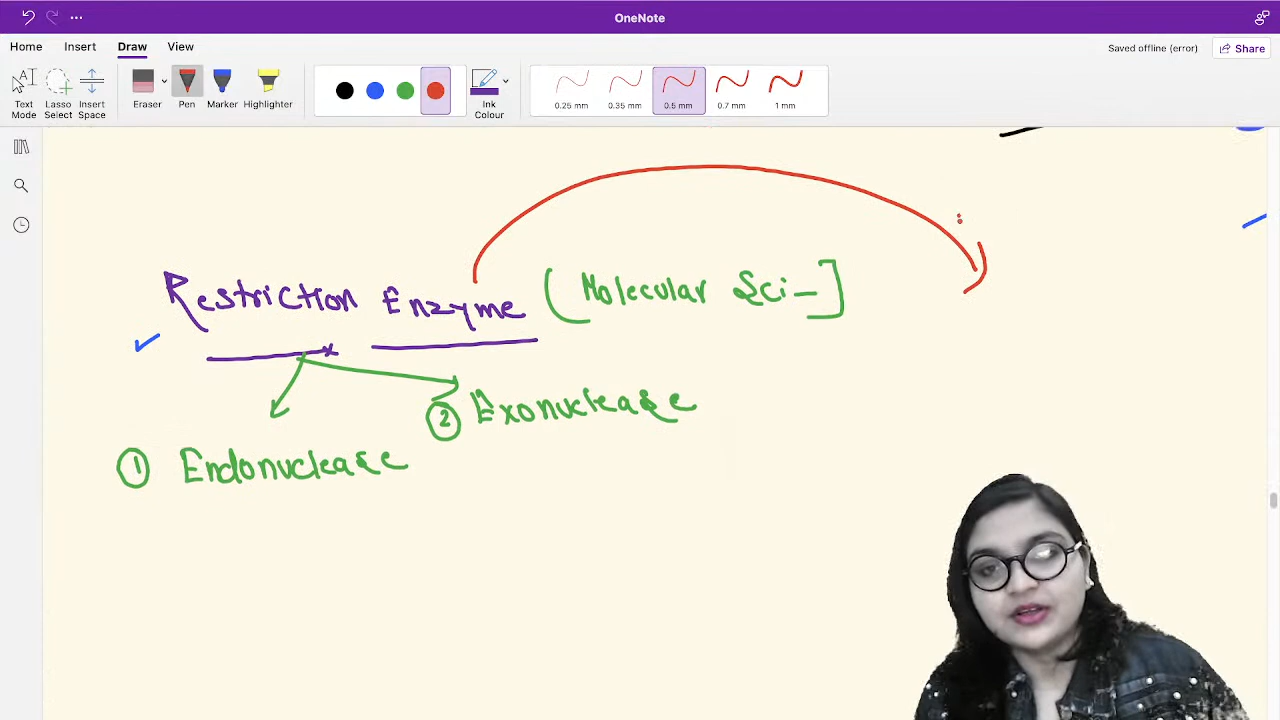 OneNote
Home Insert Draw View
Saved offline (error)
Share
Text Mode
Lasso Select
Insert Space
Eraser
Pen
Marker
Highlighter
Ink Colour
0.25 mm
0.35 mm
0.5 mm
0.7 mm
1 mm
Restriction Enzyme (Molecular Sci-]
② Exonuclease
① Endonuclease